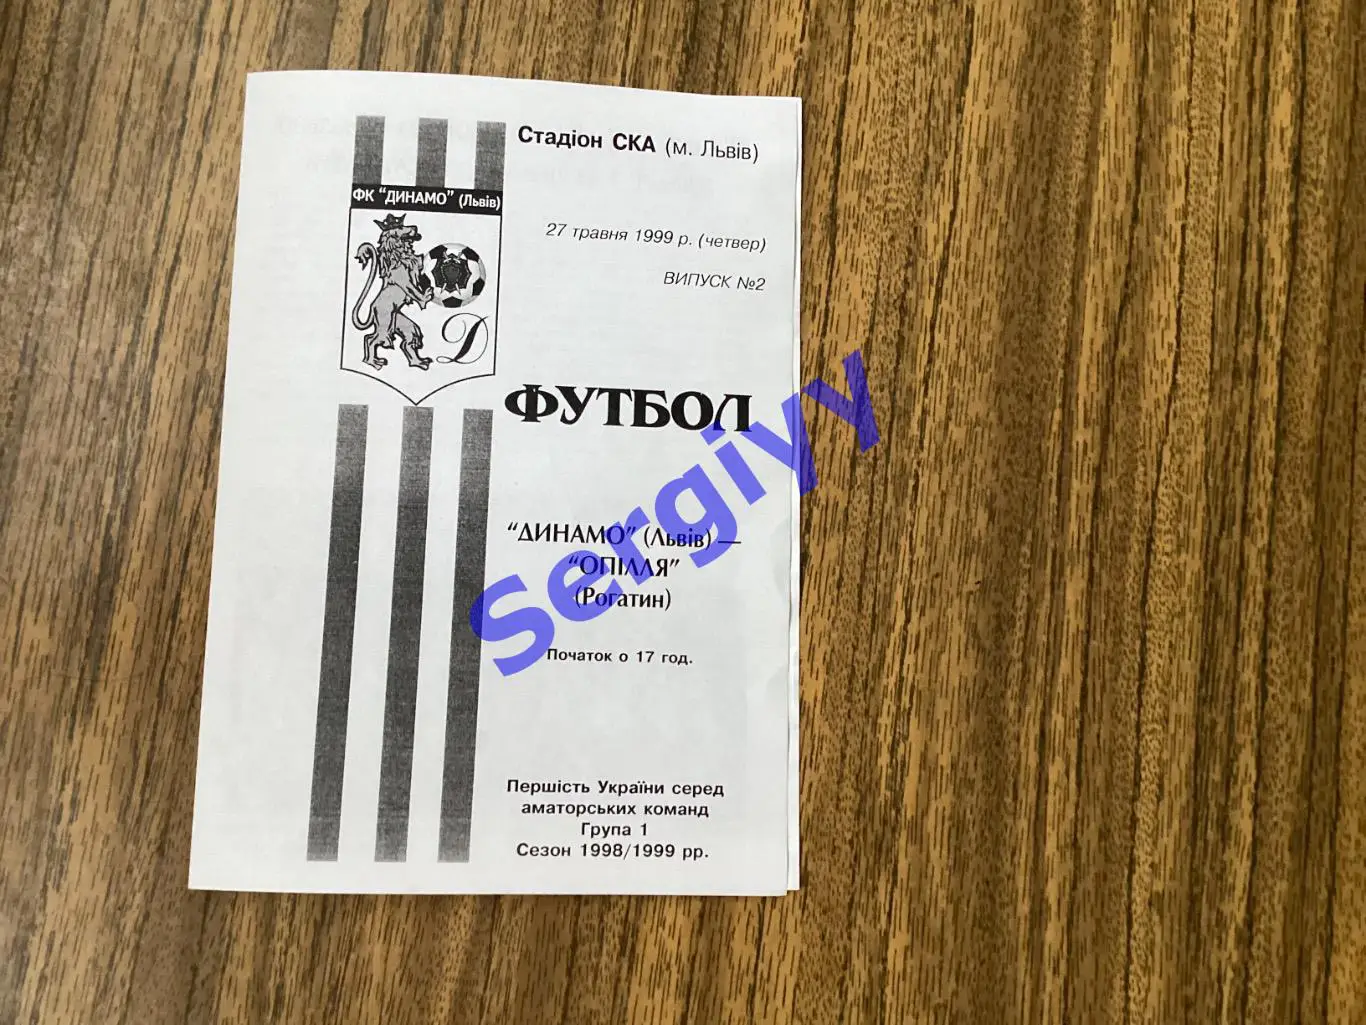 Стадіон СКА (м. Львів)
ФК "ДИНАМО" (Львів)
27 травня 1999 р. (четвер)
ВИПУСК №2
Д
ФУТБОЛ
"ДИНАМО" (Львів) —
"ОПІЛЛЯ"
(Рогатин)
Початок о 17 год.
Першість України серед
аматорських команд
Група 1
Сезон 1998/1999 рр.
Sergiyy